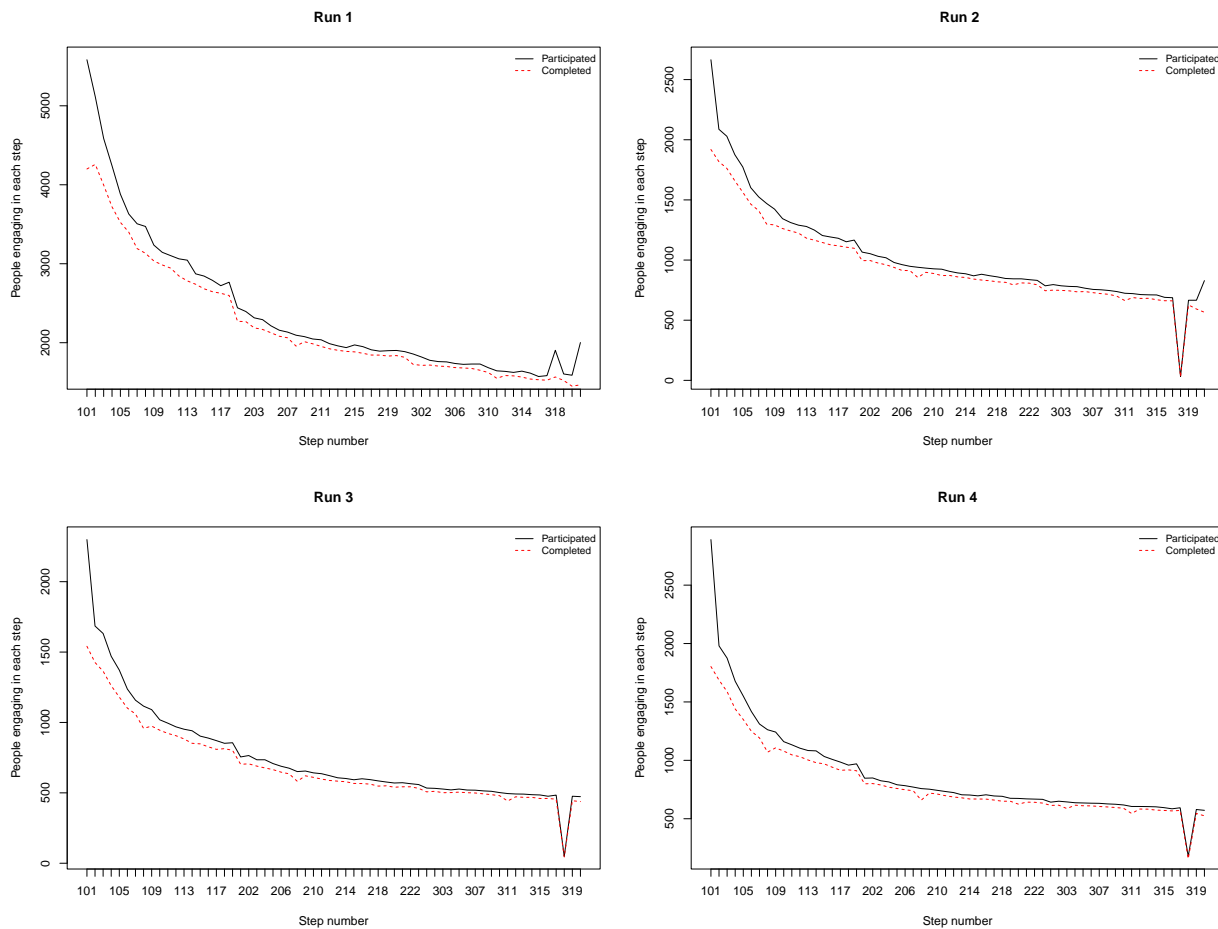 Run 1
Participated
Completed
People engaging in each step
5000
4000
3000
2000
101 105 109 113 117 203 207 211 215 219 302 306 310 314 318
Step number
Run 2
Participated
Completed
People engaging in each step
2500
2000
1500
1000
500
0
101 105 109 113 117 202 206 210 214 218 222 303 307 311 315 319
Step number
Run 3
Participated
Completed
People engaging in each step
2000
1500
1000
500
0
101 105 109 113 117 202 206 210 214 218 222 303 307 311 315 319
Step number
Run 4
Participated
Completed
People engaging in each step
2500
2000
1500
1000
500
101 105 109 113 117 202 206 210 214 218 222 303 307 311 315 319
Step number